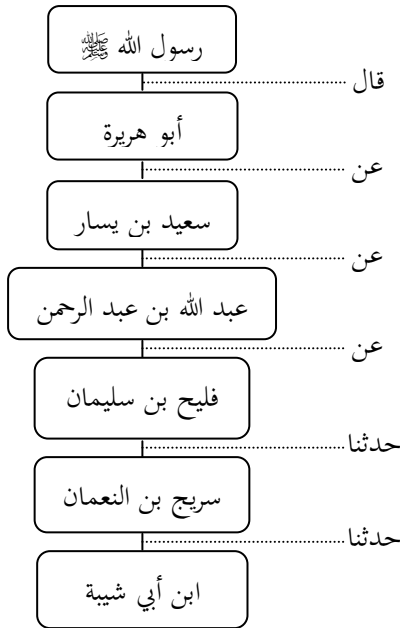 رسول الله ﷺ
قال
أبو هريرة
عن
سعيد بن يسار
عن
عبد الله بن عبد الرحمن
عن
فليح بن سليمان
حدثنا
سريج بن النعمان
حدثنا
ابن أبي شيبة